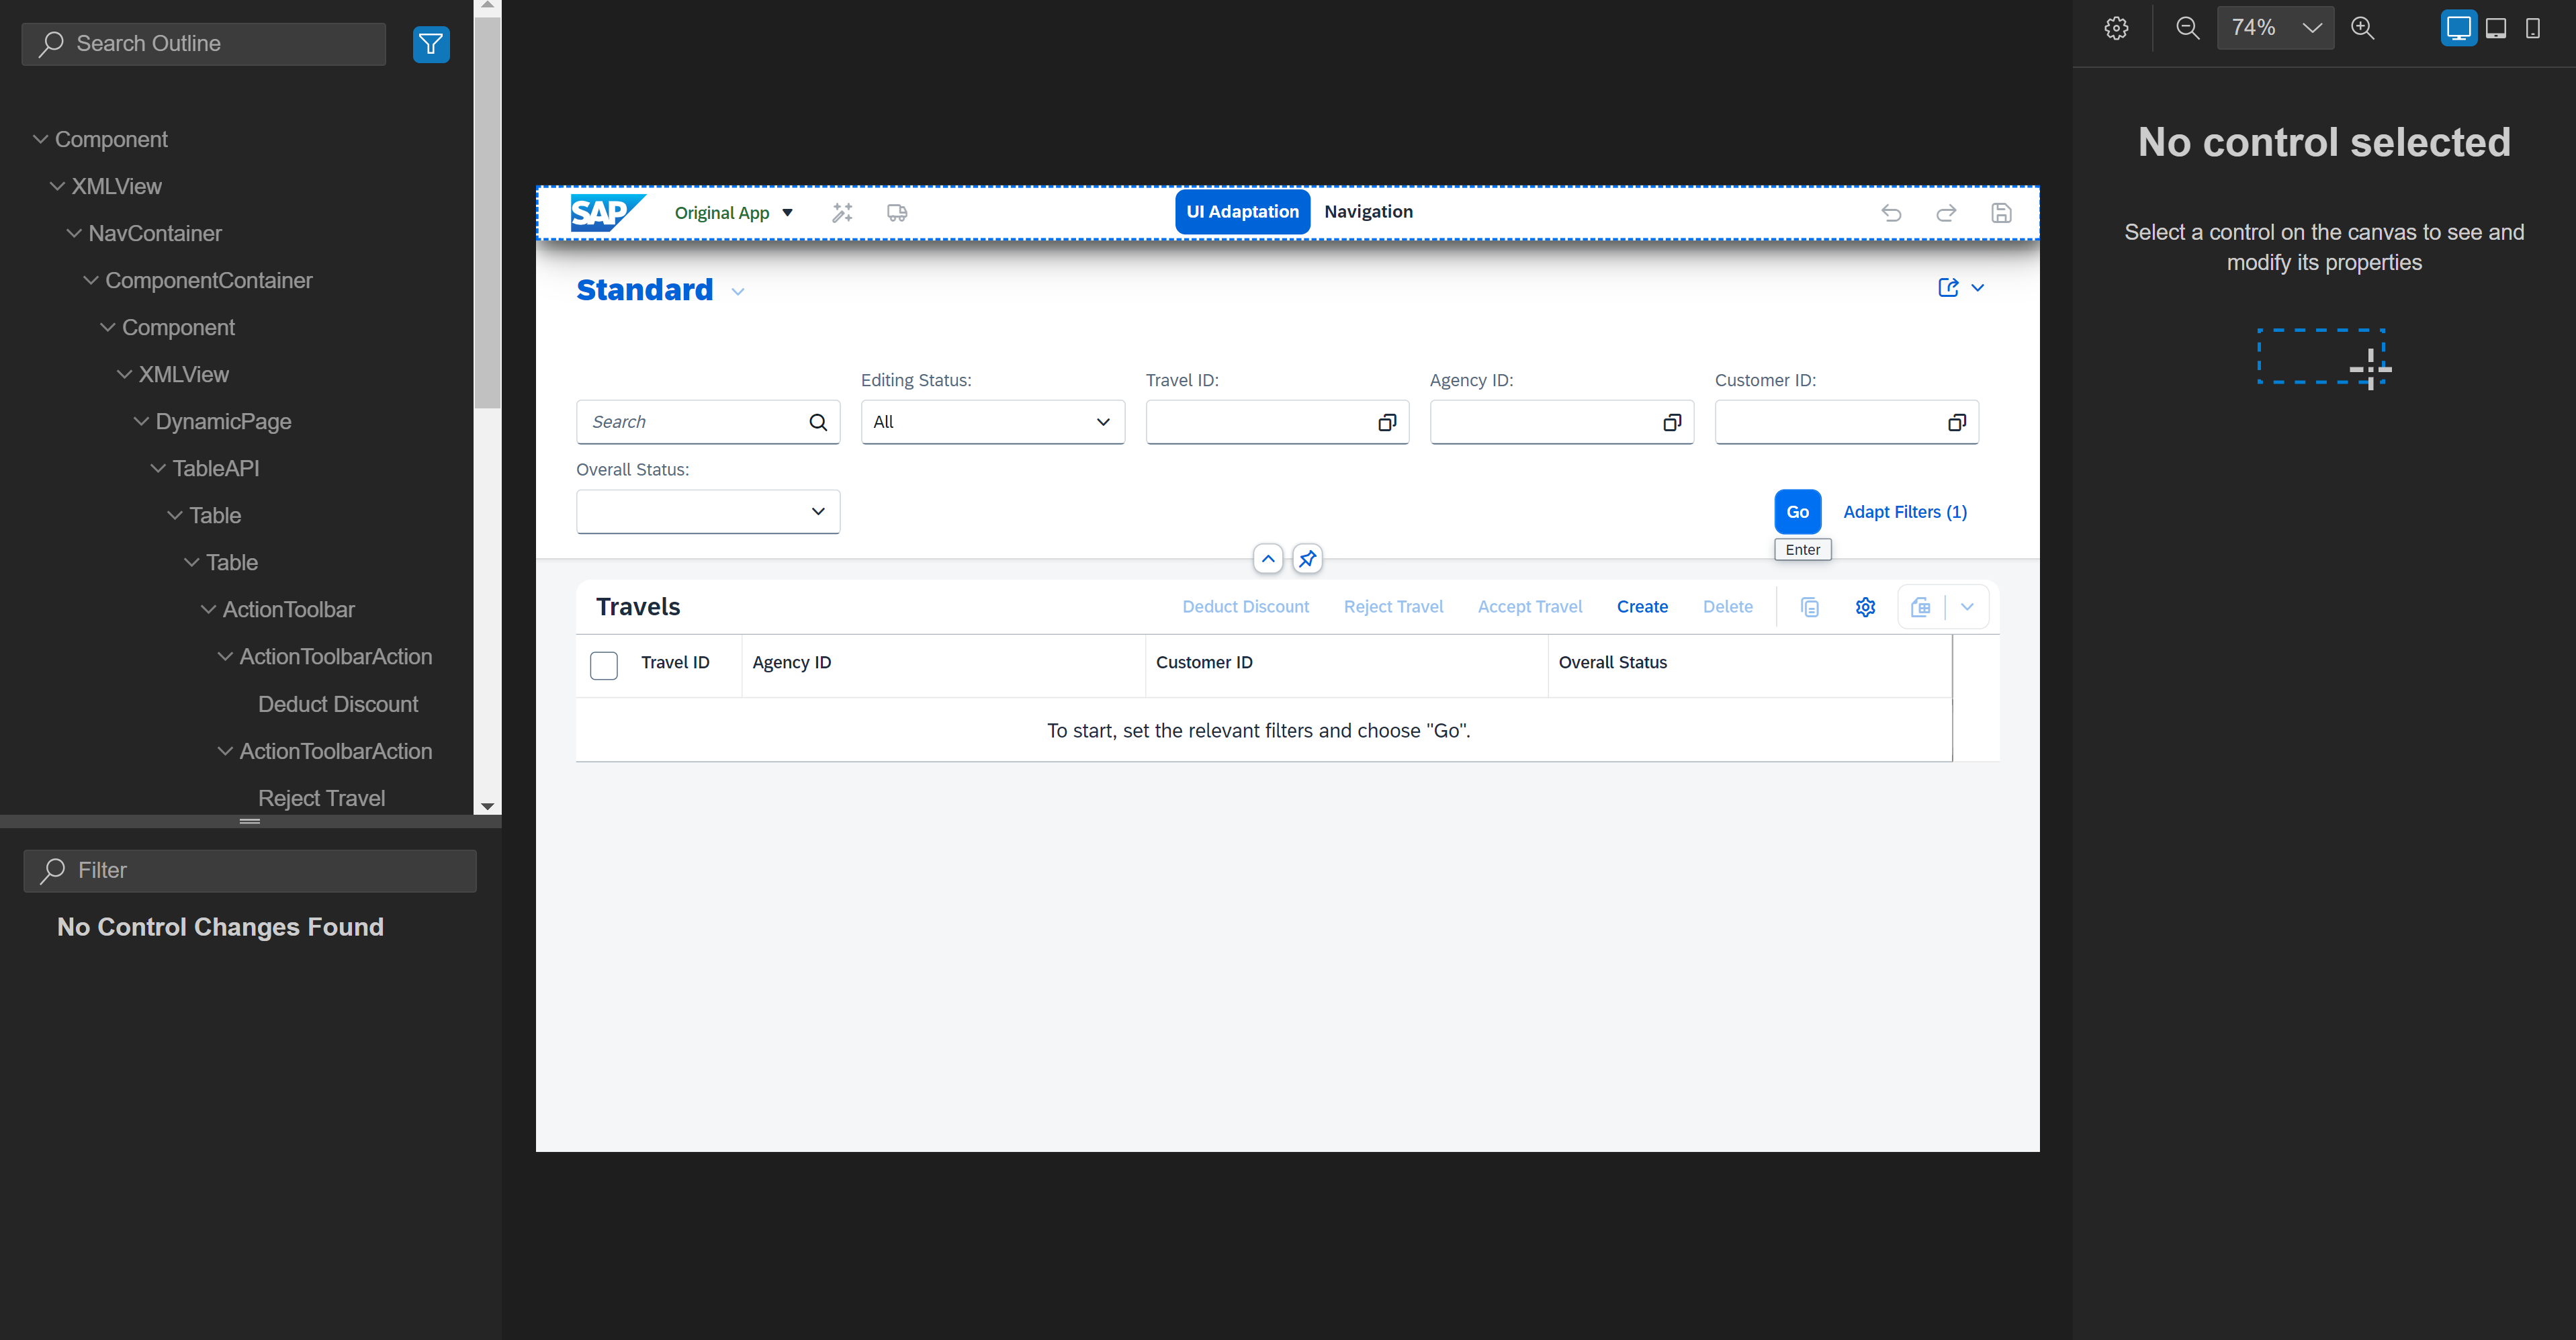 Search Outline
Component
XMLView
NavContainer
ComponentContainer
Component
XMLView
DynamicPage
TableAPI
Table
Table
ActionToolbar
ActionToolbarAction
Deduct Discount
ActionToolbarAction
Reject Travel
Filter
No Control Changes Found
SAP Original App UI Adaptation Navigation
Standard
Editing Status: Travel ID: Agency ID: Customer ID:
Search All
Overall Status:
Go Adapt Filters (1)
Enter
Travels Deduct Discount Reject Travel Accept Travel Create Delete
Travel ID Agency ID Customer ID Overall Status
To start, set the relevant filters and choose "Go".
74%
No control selected
Select a control on the canvas to see and
modify its properties